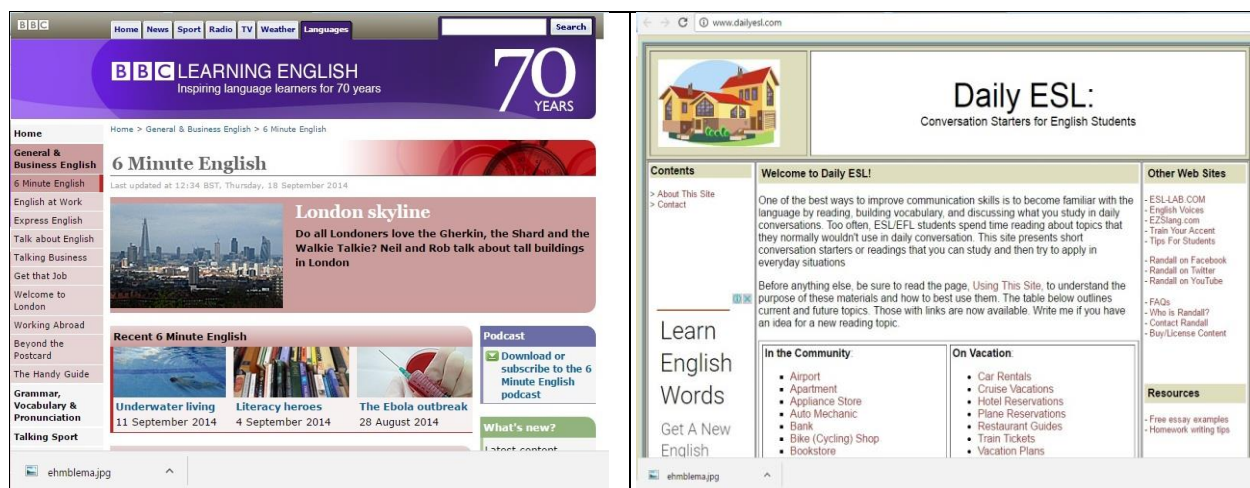 BBC
Home News Sport Radio TV Weather Languages
Search
BBC LEARNING ENGLISH
Inspiring language learners for 70 years
70
YEARS
Home
General &
Business English
6 Minute English
English at Work
Express English
Talk about English
Talking Business
Get that Job
Welcome to
London
Working Abroad
Beyond the
Postcard
The Handy Guide
Grammar,
Vocabulary &
Pronunciation
Talking Sport
Home > General & Business English > 6 Minute English
6 Minute English
Last updated at 12:34 BST, Thursday, 18 September 2014
London skyline
Do all Londoners love the Gherkin, the Shard and the
Walkie Talkie? Neil and Rob talk about tall buildings
in London
Recent 6 Minute English
Underwater living
11 September 2014
Literacy heroes
4 September 2014
The Ebola outbreak
28 August 2014
Podcast
Download or
subscribe to the 6
Minute English
podcast
What's new?
Latest content
ehmblema.jpg
www.dailyesl.com
Daily ESL:
Conversation Starters for English Students
Contents
> About This Site
> Contact
Learn
English
Words
Get A New
English
Welcome to Daily ESL!
One of the best ways to improve communication skills is to become familiar with the
language by reading, building vocabulary, and discussing what you study in daily
conversations. Too often, ESL/EFL students spend time reading about topics that
they normally wouldn't use in daily conversation. This site presents short
conversation starters or readings that you can study and then try to apply in
everyday situations
Before anything else, be sure to read the page, Using This Site, to understand the
purpose of these materials and how to best use them. The table below outlines
current and future topics. Those with links are now available. Write me if you have
an idea for a new reading topic.
In the Community:
Airport
Apartment
Appliance Store
Auto Mechanic
Bank
Bike (Cycling) Shop
Bookstore
On Vacation:
Car Rentals
Cruise Vacations
Hotel Reservations
Plane Reservations
Restaurant Guides
Train Tickets
Vacation Plans
Other Web Sites
- ESL-LAB.COM
- English Voices
- EZSlang.com
- Train Your Accent
- Tips For Students
- Randall on Facebook
- Randall on Twitter
- Randall on YouTube
- FAQs
- Who is Randall?
- Contact Randall
- Buy/License Content
Resources
- Free essay examples
- Homework writing tips
ehmblema.jpg